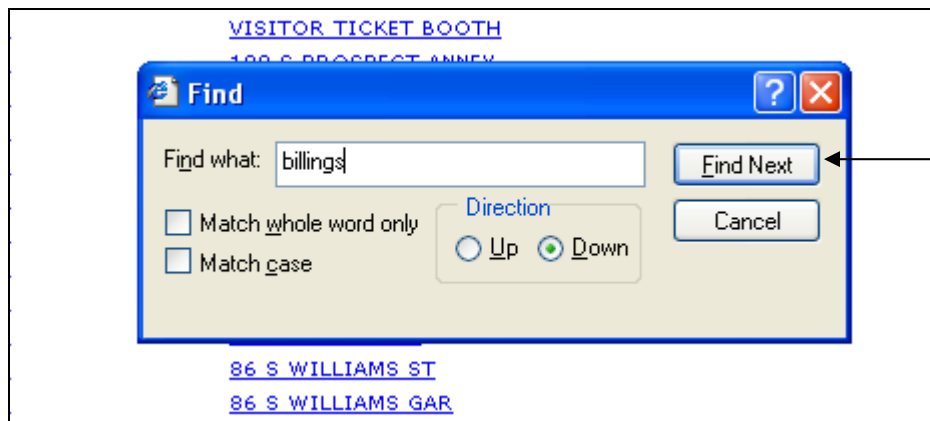 VISITOR TICKET BOOTH
Find
Find what: billings
Find Next
Match whole word only
Direction
Cancel
Up Down
Match case
86 S WILLIAMS ST
86 S WILLIAMS GAR